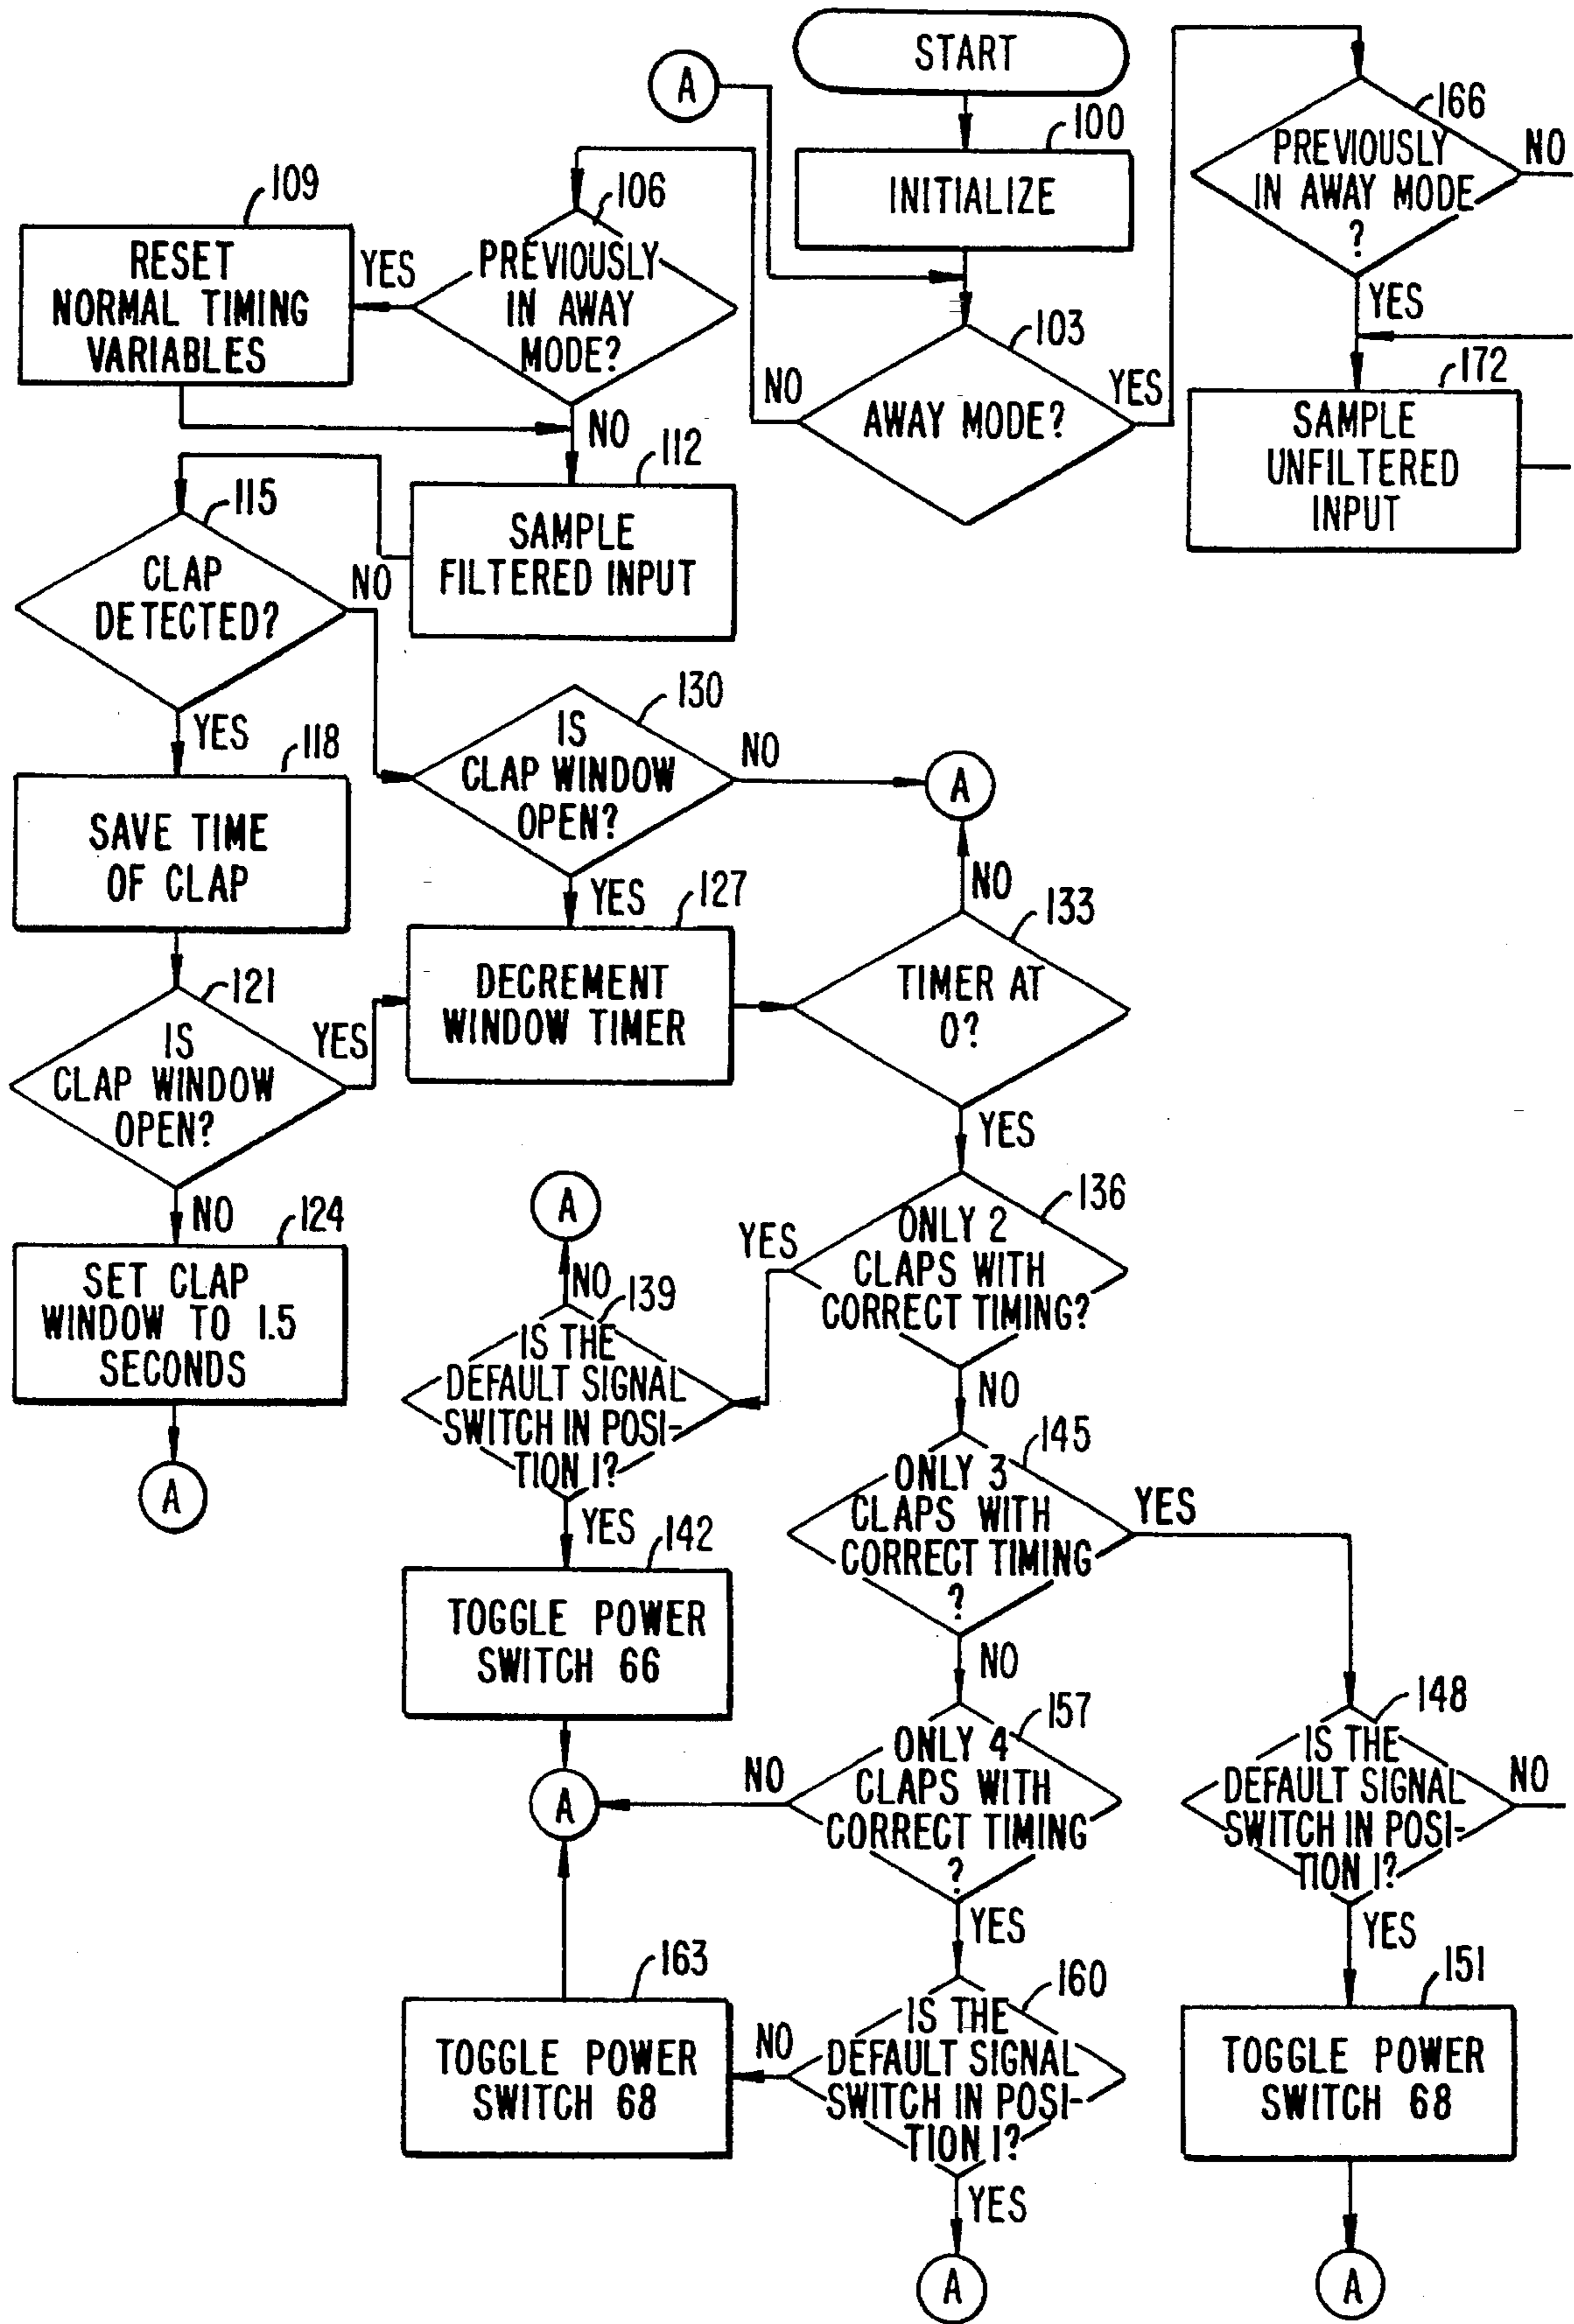 START
A
100
INITIALIZE
166
PREVIOUSLY
IN AWAY MODE
?
NO
YES
109
RESET
NORMAL TIMING
VARIABLES
YES
106
PREVIOUSLY
IN AWAY
MODE?
NO
103
AWAY MODE?
NO
YES
172
SAMPLE
UNFILTERED
INPUT
112
SAMPLE
FILTERED INPUT
115
CLAP
DETECTED?
NO
YES
130
IS
CLAP WINDOW
OPEN?
NO
A
YES
118
SAVE TIME
OF CLAP
127
DECREMENT
WINDOW TIMER
NO
133
TIMER AT
0?
YES
121
IS
CLAP WINDOW
OPEN?
YES
NO
124
SET CLAP
WINDOW TO 1.5
SECONDS
A
A
NO
139
IS THE
DEFAULT SIGNAL
SWITCH IN POSI-
TION 1?
YES
136
ONLY 2
CLAPS WITH
CORRECT TIMING?
YES
NO
142
TOGGLE POWER
SWITCH 66
145
ONLY 3
CLAPS WITH
CORRECT TIMING
?
YES
NO
A
NO
157
ONLY 4
CLAPS WITH
CORRECT TIMING
?
YES
148
IS THE
DEFAULT SIGNAL
SWITCH IN POSI-
TION 1?
NO
YES
163
TOGGLE POWER
SWITCH 68
NO
160
IS THE
DEFAULT SIGNAL
SWITCH IN POSI-
TION 1?
YES
A
151
TOGGLE POWER
SWITCH 68
A